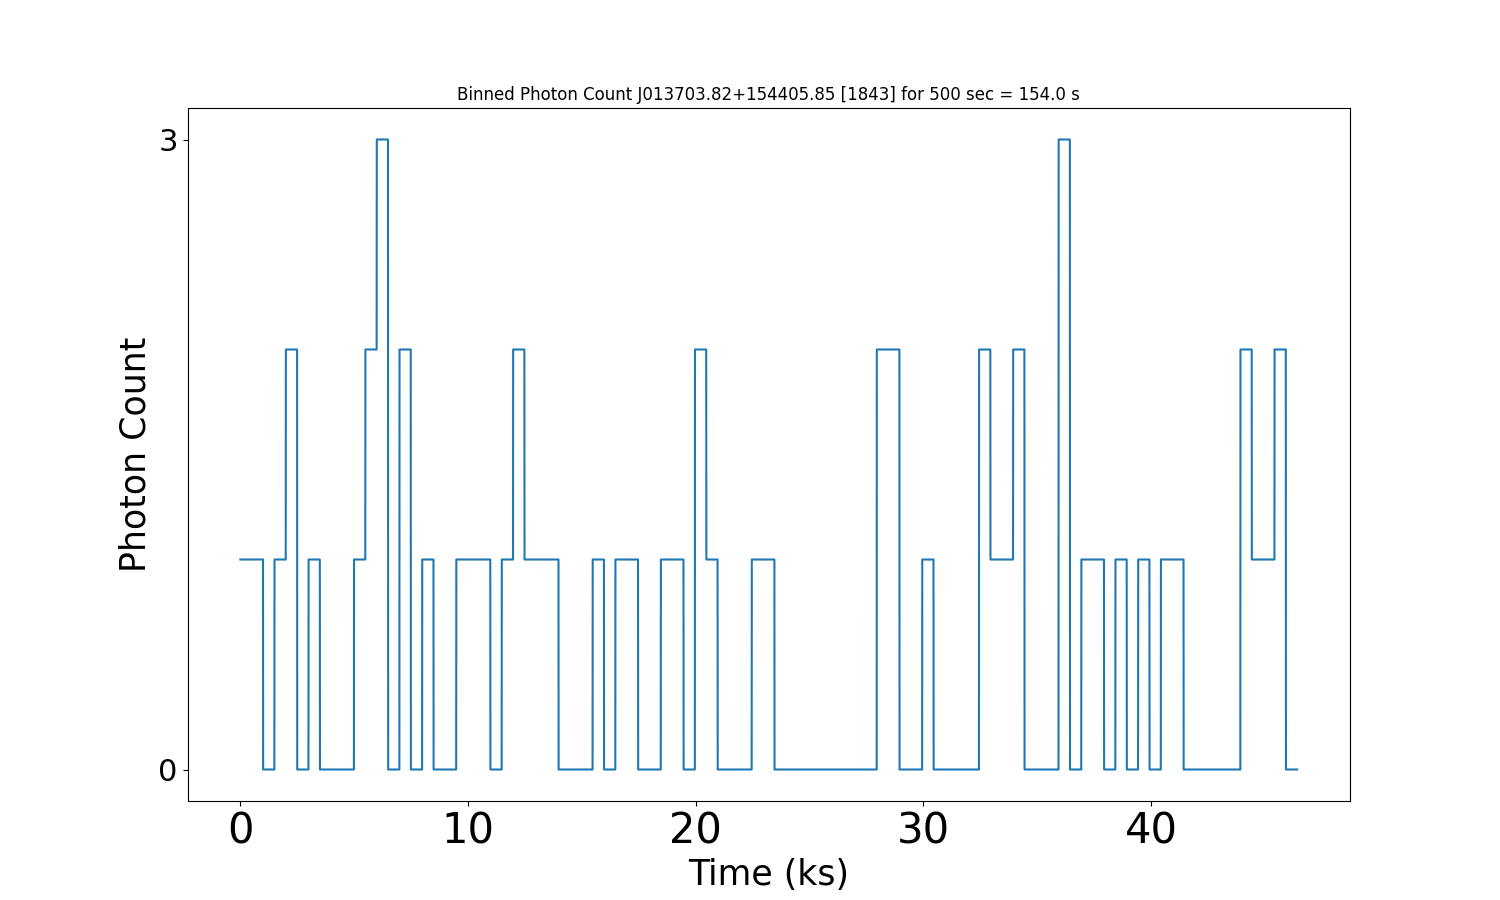 Binned Photon Count J013703.82+154405.85 [1843] for 500 sec = 154.0 s
3
Photon Count
0
0 10 20 30 40
Time (ks)